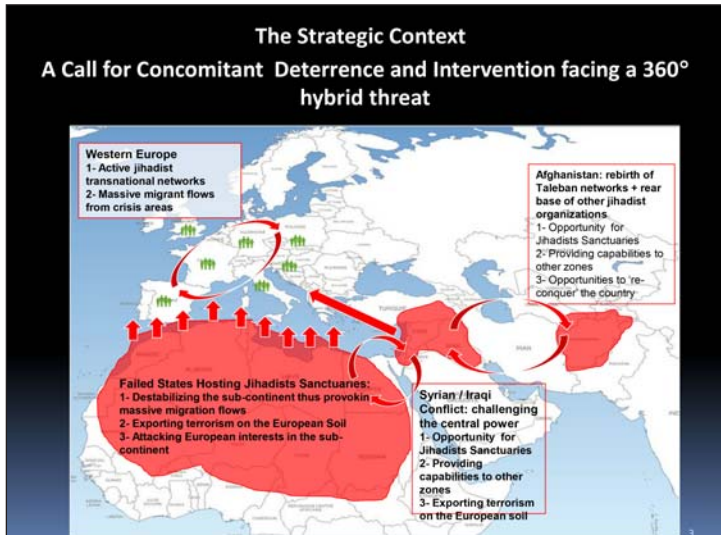 The Strategic Context
A Call for Concomitant Deterrence and Intervention facing a 360°
hybrid threat
Western Europe
1- Active jihadist
transnational networks
2- Massive migrant flows
from crisis areas
Afghanistan: rebirth of
Taleban networks + rear
base of other jihadist
organizations
1- Opportunity for
Jihadists Sanctuaries
2- Providing capabilities to
other zones
3- Opportunities to 're-
conquer' the country
TURQUIE
IRAN
Failed States Hosting Jihadists Sanctuaries:
1- Destabilizing the sub-continent thus provokin
massive migration flows
2- Exporting terrorism on the European Soil
3- Attacking European interests in the sub-
continent
Syrian / Iraqi
Conflict: challenging
the central power
1- Opportunity for
Jihadists Sanctuaries
2- Providing
capabilities to other
zones
3- Exporting terrorism
on the European soil
3